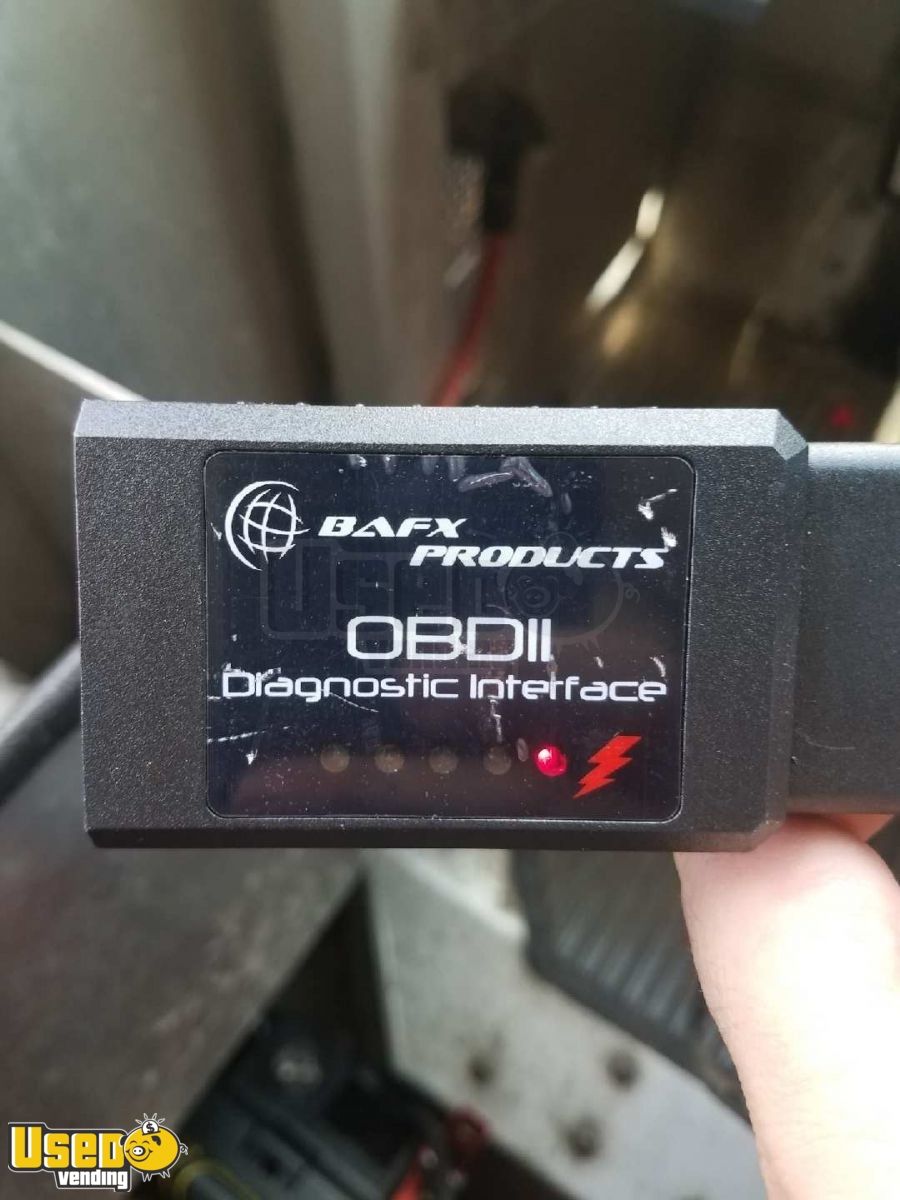 BAFX
PRODUCTS
OBDII
Diagnostic Interface
USED
vending